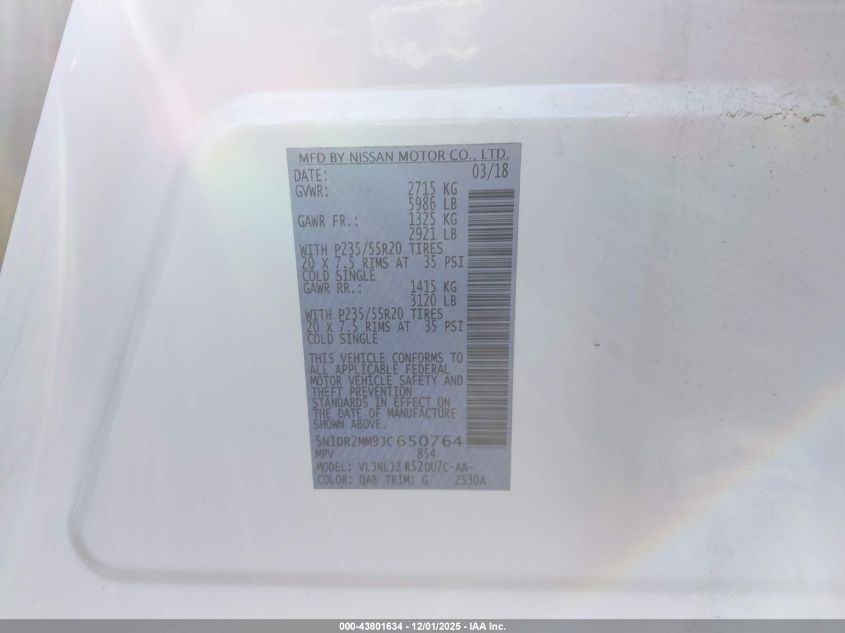 MFD BY NISSAN MOTOR CO., LTD.
DATE: 03/18
GVWR: 2715 KG
5986 LB
GAWR FR.: 1325 KG
2921 LB
WITH P235/55R20 TIRES
20 X 7.5 RIMS AT 35 PSI
COLD SINGLE
GAWR RR.: 1415 KG
3120 LB
WITH P235/55R20 TIRES
20 X 7.5 RIMS AT 35 PSI
COLD SINGLE
THIS VEHICLE CONFORMS TO
ALL APPLICABLE FEDERAL
MOTOR VEHICLE SAFETY AND
THEFT PREVENTION
STANDARDS IN EFFECT ON
THE DATE OF MANUFACTURE
SHOWN ABOVE.
5N1DR2MM9JC650764
MPV 854
MODEL: VLJNLJZ R52DU7C-AA-
COLOR: QAB TRIM: G ZS30A
000-43801634 - 12/01/2025 - IAA Inc.